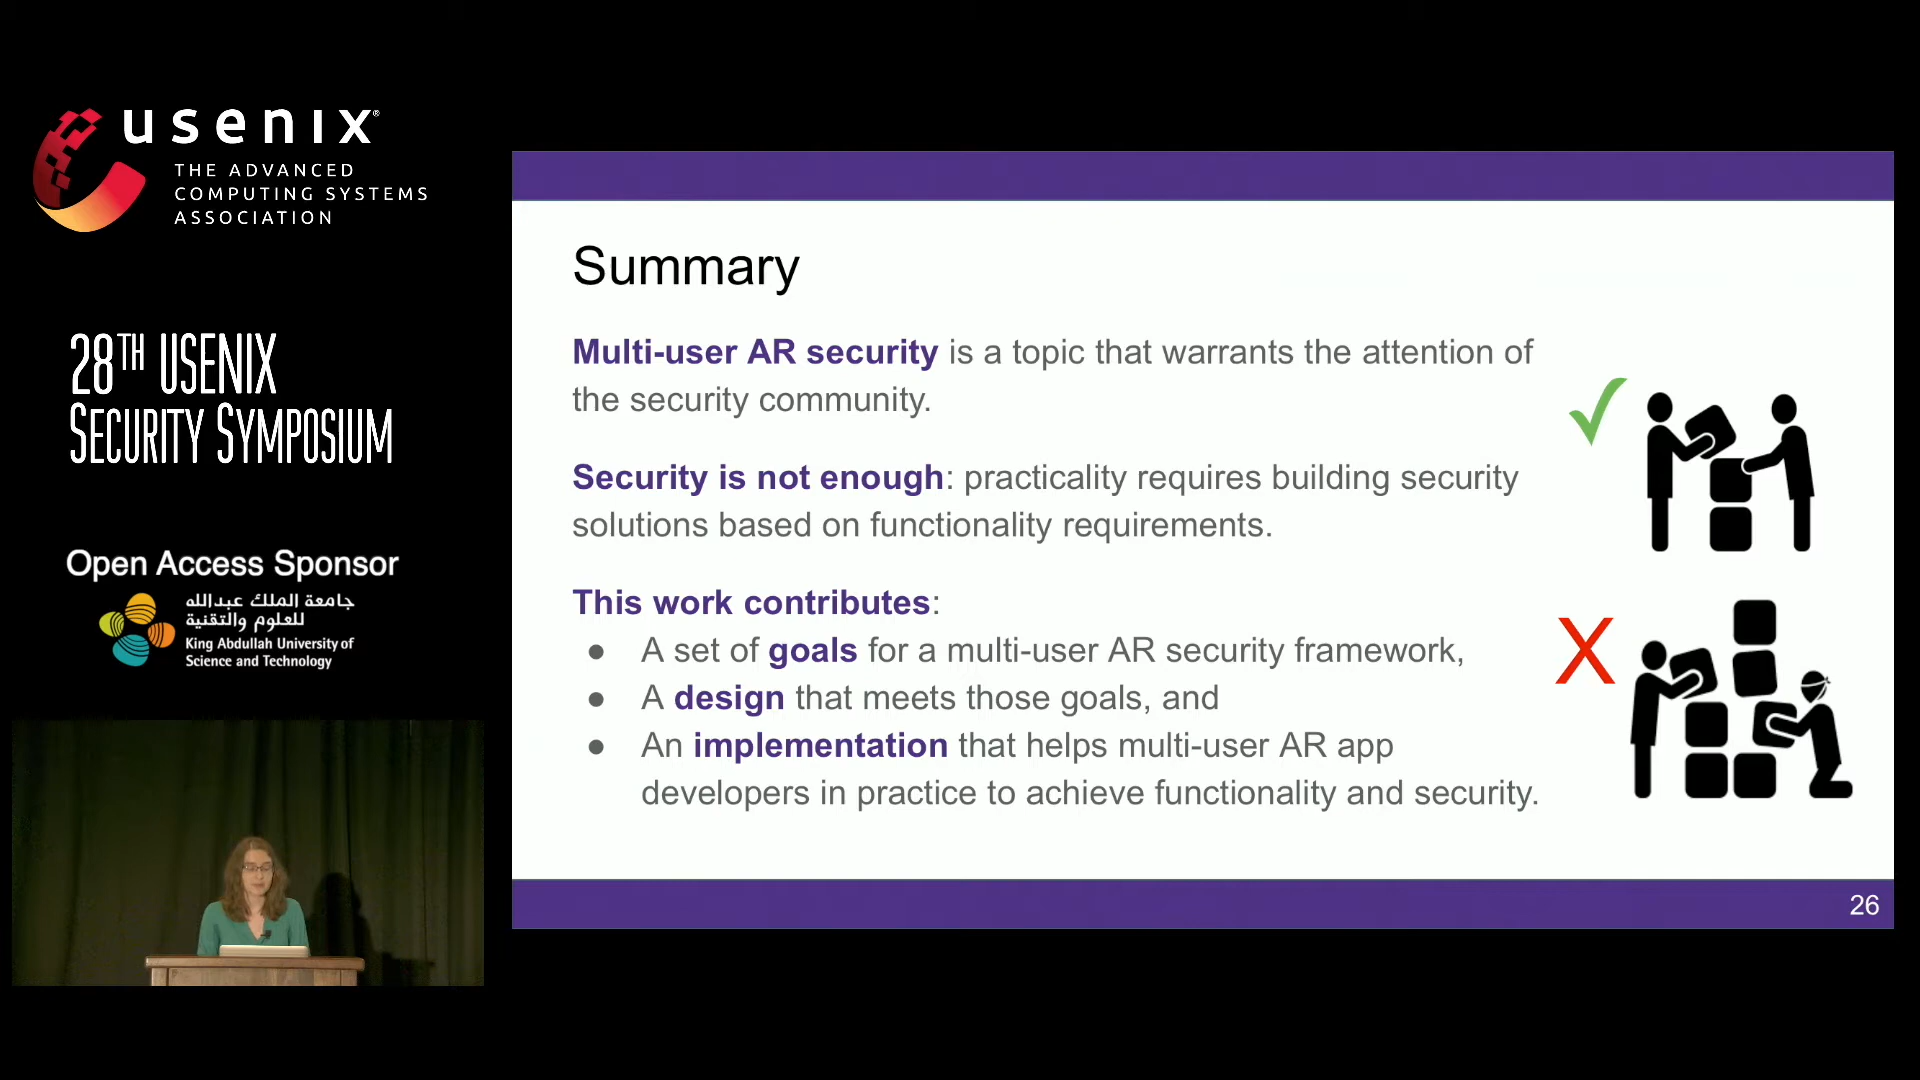 usenix®
THE ADVANCED
COMPUTING SYSTEMS
ASSOCIATION
28TH USENIX
SECURITY SYMPOSIUM
Open Access Sponsor
جامعة الملك عبدالله
للعلوم والتقنية
King Abdullah University of
Science and Technology
Summary
Multi-user AR security is a topic that warrants the attention of
the security community.
Security is not enough: practicality requires building security
solutions based on functionality requirements.
This work contributes:
● A set of goals for a multi-user AR security framework,
● A design that meets those goals, and
● An implementation that helps multi-user AR app
developers in practice to achieve functionality and security.
26